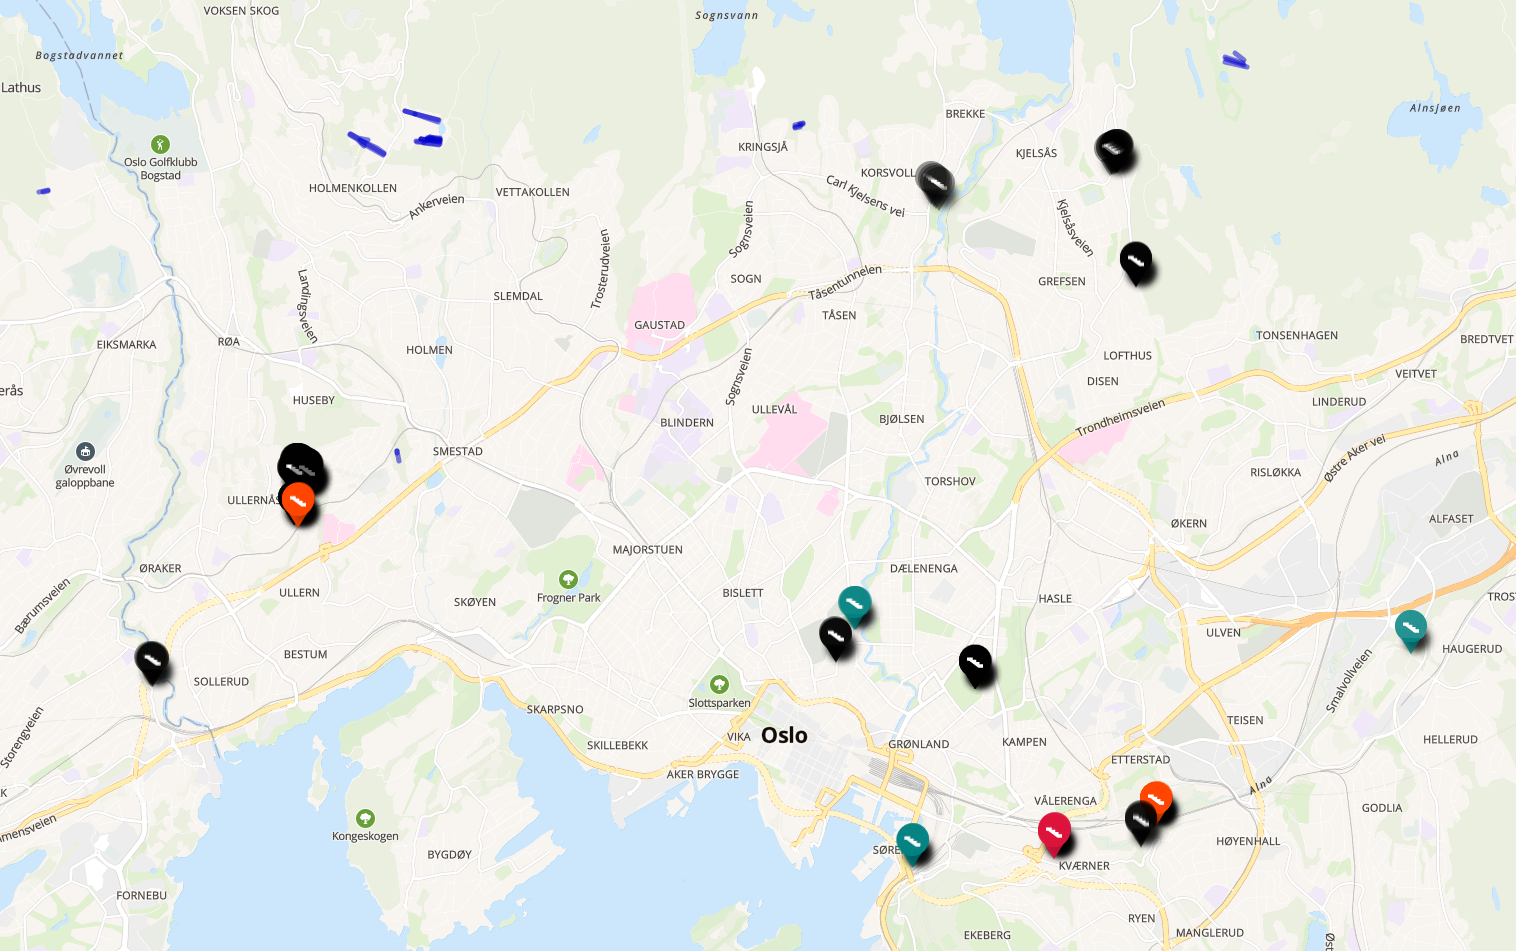 VOKSEN SKOG
Sognsvann
Bogstadvannet
Lathus
Alnsjøen
BREKKE
Oslo Golfklubb
Bogstad
KRINGSJÅ
KJELSÅS
KORSVOLL
HOLMENKOLLEN
VETTAKOLLEN
Ankerveien
Carl Kjelsens vei
Kjelsåsveien
Sognsveien
Trosterudveien
Landingsveien
SOGN
Tåsentunnelen
GREFSEN
SLEMDAL
TÅSEN
GAUSTAD
EIKSMARKA
RØA
HOLMEN
TONSENHAGEN
BREDTVET
LOFTHUS
VEITVET
DISEN
erås
Sognsveien
HUSEBY
LINDERUD
ULLEVÅL
BLINDERN
BJØLSEN
Trondheimsveien
SMESTAD
Østre Aker vei
Alna
Øvrevoll
galoppbane
RISLØKKA
TORSHOV
ULLERNÅS
ALFASET
ØKERN
MAJORSTUEN
ØRAKER
DÆLENENGA
Bærumsveien
ULLERN
Frogner Park
BISLETT
SKØYEN
HASLE
TROST
ULVEN
HAUGERUD
BESTUM
SOLLERUD
Smalvollveien
Slottsparken
SKARPSNO
TEISEN
Storengveien
Oslo
VIKA
SKILLEBEKK
GRØNLAND
KAMPEN
HELLERUD
ETTERSTAD
AKER BRYGGE
Alna
K
VÅLERENGA
GODLIA
mmensveien
Kongeskogen
HØYENHALL
BYGDØY
SØRE
KVÆRNER
FORNEBU
RYEN
MANGLERUD
EKEBERG
Øst